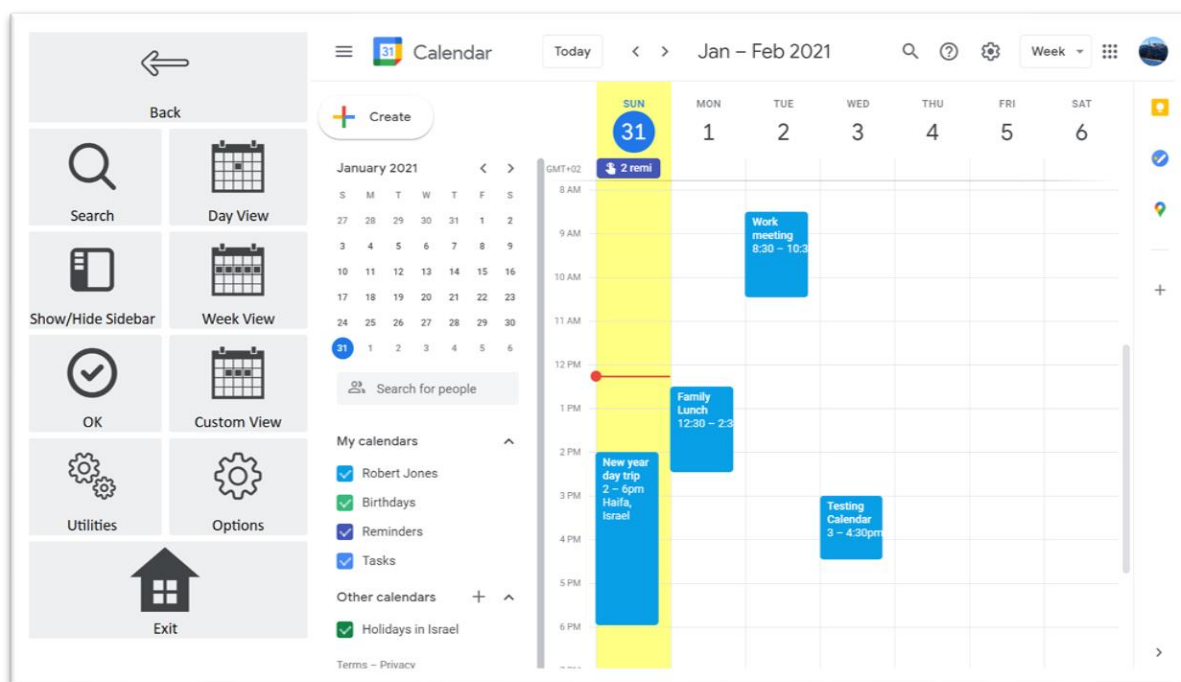 Back
Search
Day View
Show/Hide Sidebar
Week View
OK
Custom View
Utilities
Options
Exit
31
Calendar
Today
Jan – Feb 2021
Week
Create
January 2021
S M T W T F S
27 28 29 30 31 1 2
3 4 5 6 7 8 9
10 11 12 13 14 15 16
17 18 19 20 21 22 23
24 25 26 27 28 29 30
31 1 2 3 4 5 6
Search for people
My calendars
Robert Jones
Birthdays
Reminders
Tasks
Other calendars
Holidays in Israel
Terms – Privacy
SUN MON TUE WED THU FRI SAT
31 1 2 3 4 5 6
GMT+02
2 remi
8 AM
9 AM
10 AM
11 AM
12 PM
1 PM
2 PM
3 PM
4 PM
5 PM
6 PM
New year
day trip
2 – 6pm
Haifa,
Israel
Family
Lunch
12:30 – 2:3
Work
meeting
8:30 – 10:3
Testing
Calendar
3 – 4:30pm